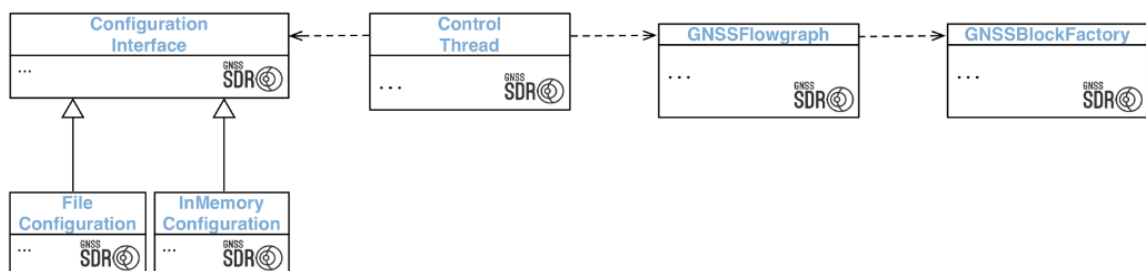 Configuration
Interface
...
GNSS
SDR
Control
Thread
...
GNSS
SDR
GNSSFlowgraph
...
GNSS
SDR
GNSSBlockFactory
...
GNSS
SDR
File
Configuration
...
GNSS
SDR
InMemory
Configuration
...
GNSS
SDR